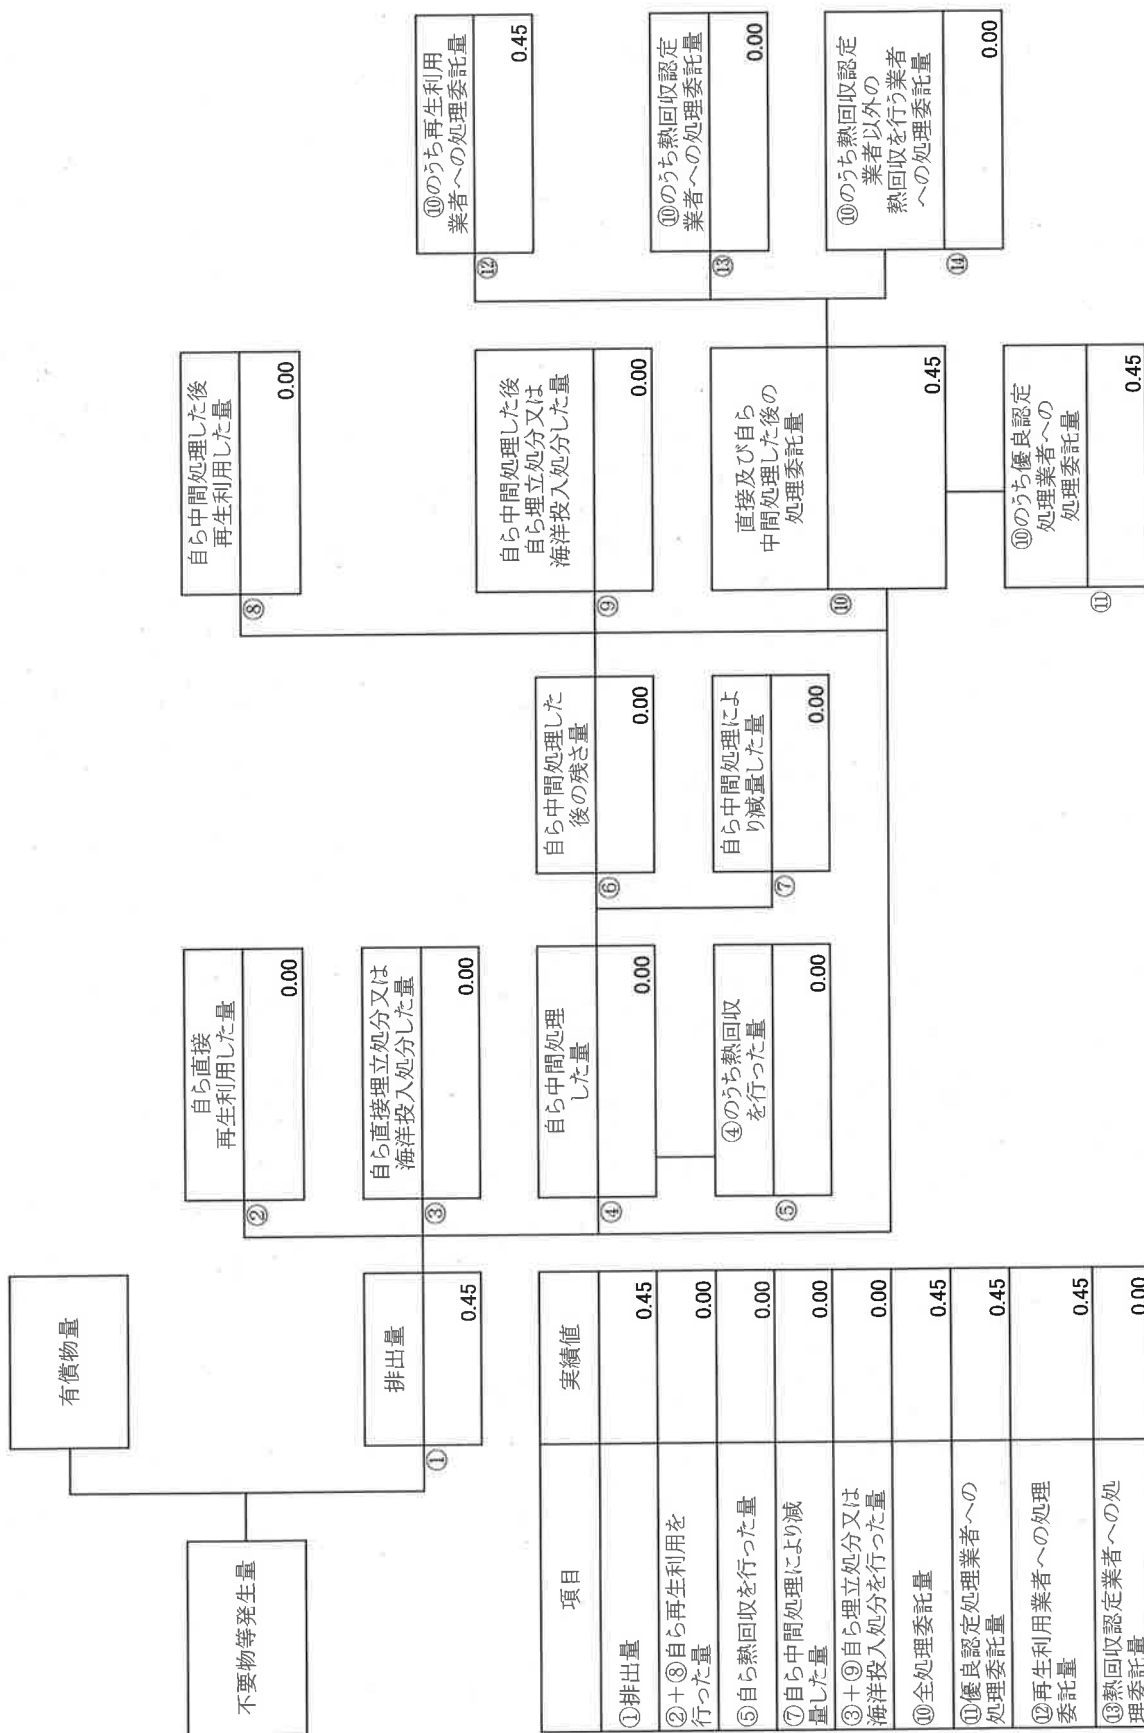 不要物等発生量
有償物量
排出量
①
0.45
自ら直接
再生利用した量
②
0.00
自ら直接埋立処分又は
海洋投入処分した量
③
0.00
自ら中間処理
した量
④
0.00
④のうち熱回収
を行った量
⑤
0.00
自ら中間処理した
後の残さ量
⑥
0.00
自ら中間処理によ
り減量した量
⑦
0.00
自ら中間処理した後
再生利用した量
⑧
0.00
自ら中間処理した後
自ら埋立処分又は
海洋投入処分した量
⑨
0.00
直接及び自ら
中間処理した後の
処理委託量
⑩
0.45
⑩のうち優良認定
処理業者への
処理委託量
⑪
0.45
⑩のうち再生利用
業者への処理委託量
⑫
0.45
⑩のうち熱回収認定
業者への処理委託量
⑬
0.00
⑩のうち熱回収認定
業者以外の
熱回収を行う業者
への処理委託量
⑭
0.00
項目 実績値
①排出量 0.45
②+⑧自ら再生利用を
行った量 0.00
⑤自ら熱回収を行った量 0.00
⑦自ら中間処理により減
量した量 0.00
③+⑨自ら埋立処分又は
海洋投入処分を行った量 0.00
⑩全処理委託量 0.45
⑪優良認定処理業者への
処理委託量 0.45
⑫再生利用業者への処理
委託量 0.45
⑬熱回収認定業者への処
理委託量 0.00